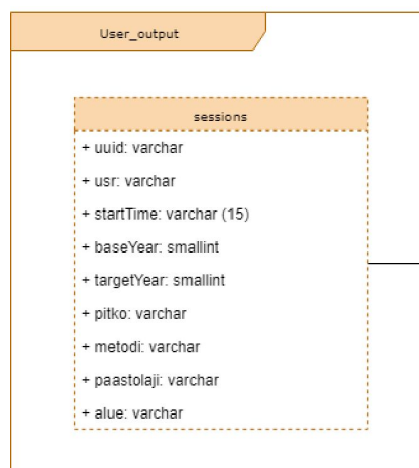 User_output
sessions
+ uuid: varchar
+ usr: varchar
+ startTime: varchar (15)
+ baseYear: smallint
+ targetYear: smallint
+ pitko: varchar
+ metodi: varchar
+ paastolaji: varchar
+ alue: varchar